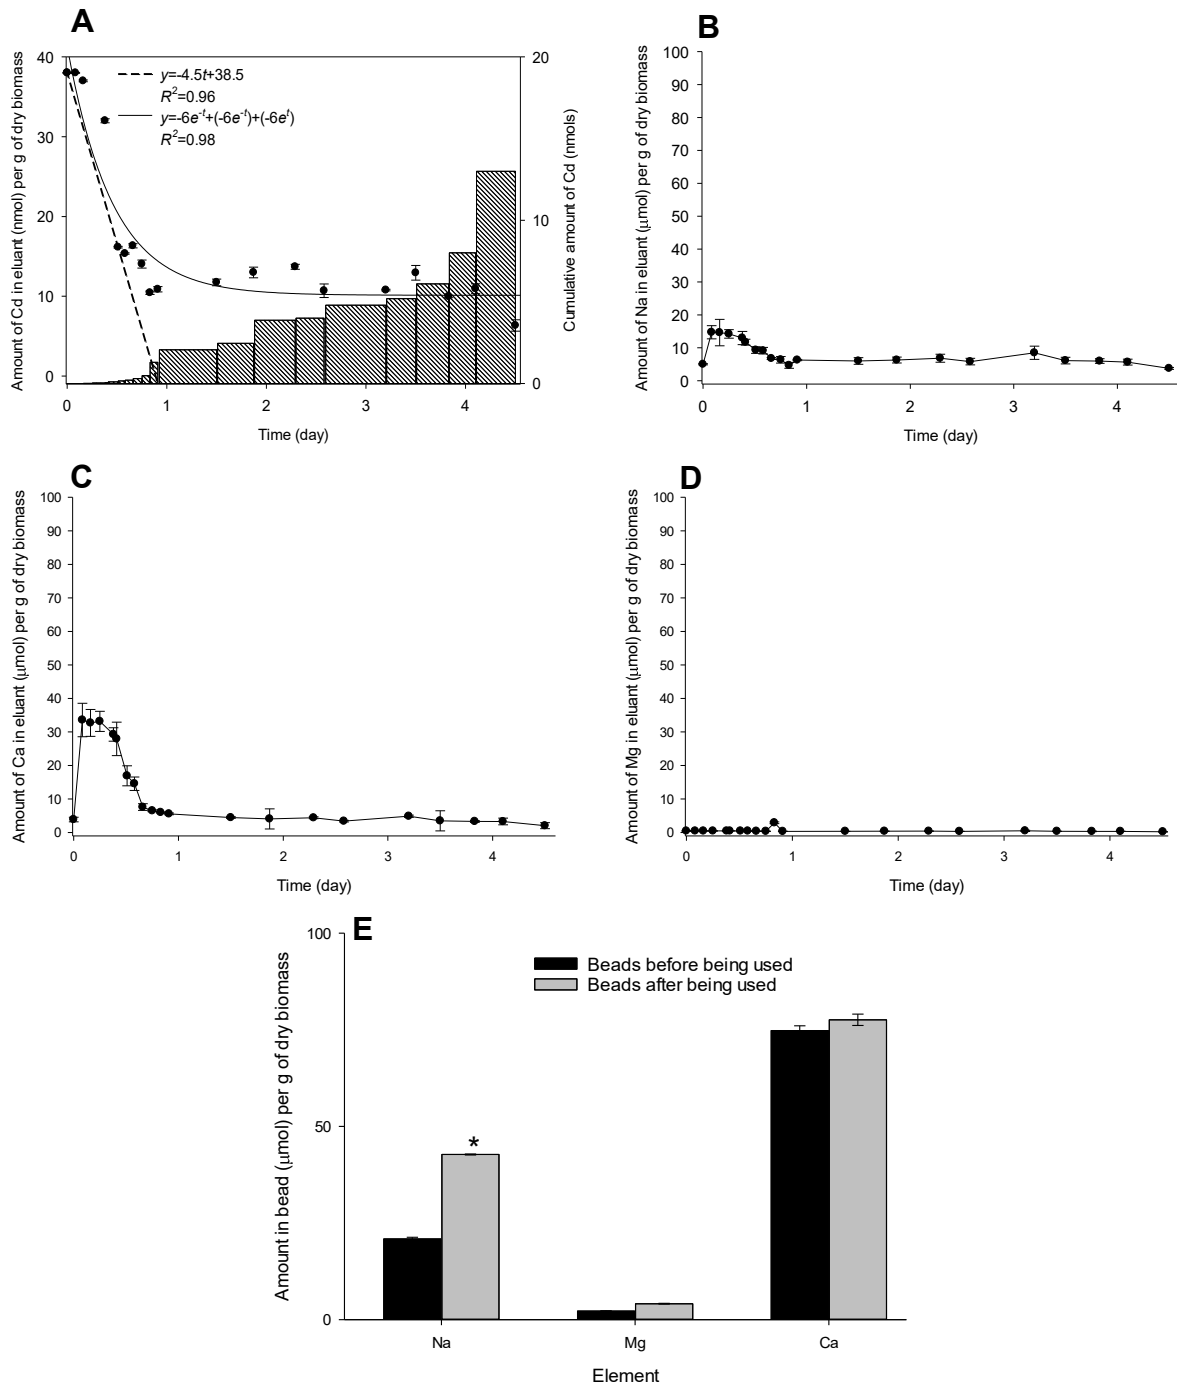 A
Amount of Cd in eluant (nmol) per g of dry biomass
40
30
20
10
0
y=-4.5t+38.5
R²=0.96
y=-6e⁻ᵗ+(-6e⁻ᵗ)+(-6eᵗ)
R²=0.98
20
10
0
Cumulative amount of Cd (nmols)
0 1 2 3 4
Time (day)
B
Amount of Na in eluant (μmol) per g of dry biomass
100
90
80
70
60
50
40
30
20
10
0
0 1 2 3 4
Time (day)
C
Amount of Ca in eluant (μmol) per g of dry biomass
100
90
80
70
60
50
40
30
20
10
0
0 1 2 3 4
Time (day)
D
Amount of Mg in eluant (μmol) per g of dry biomass
100
90
80
70
60
50
40
30
20
10
0
0 1 2 3 4
Time (day)
E
Amount in bead (μmol) per g of dry biomass
100
50
0
Beads before being used
Beads after being used
*
Na Mg Ca
Element